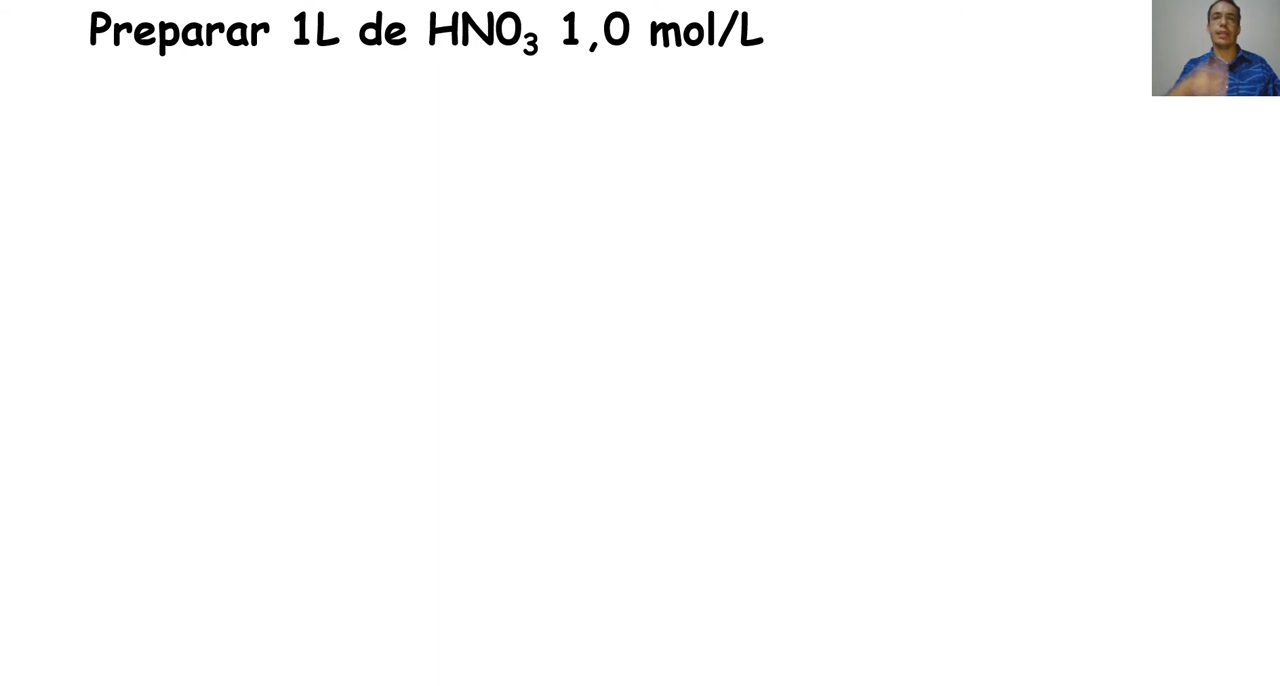 Preparar 1L de HNO₃ 1,0 mol/L